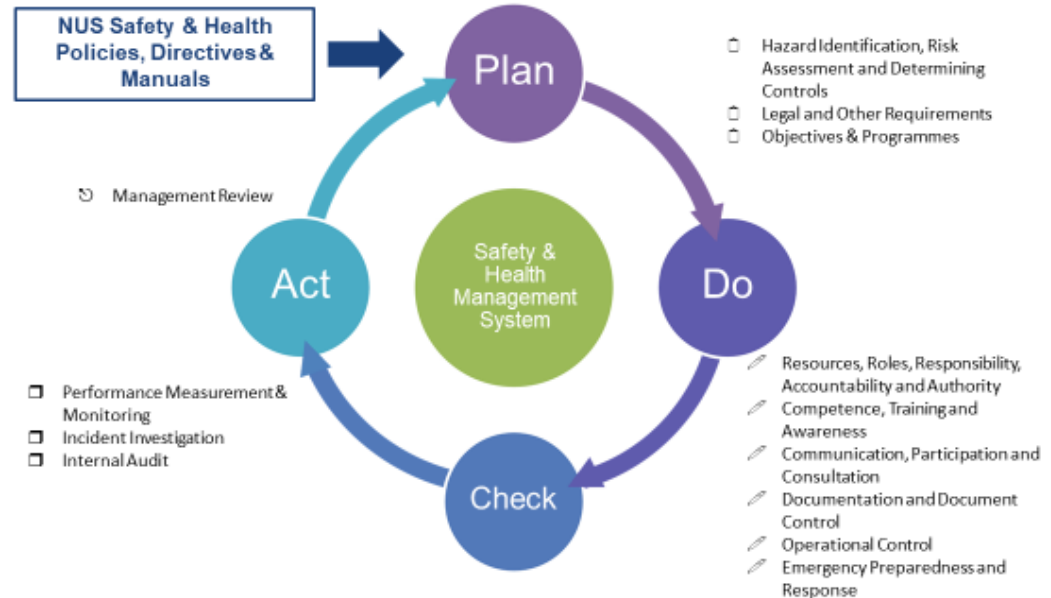 NUS Safety & Health
Policies, Directives &
Manuals
Plan
Hazard Identification, Risk
Assessment and Determining
Controls
Legal and Other Requirements
Objectives & Programmes
Management Review
Safety &
Health
Management
System
Act
Do
Resources, Roles, Responsibility,
Accountability and Authority
Competence, Training and
Awareness
Communication, Participation and
Consultation
Documentation and Document
Control
Operational Control
Emergency Preparedness and
Response
Performance Measurement &
Monitoring
Incident Investigation
Internal Audit
Check